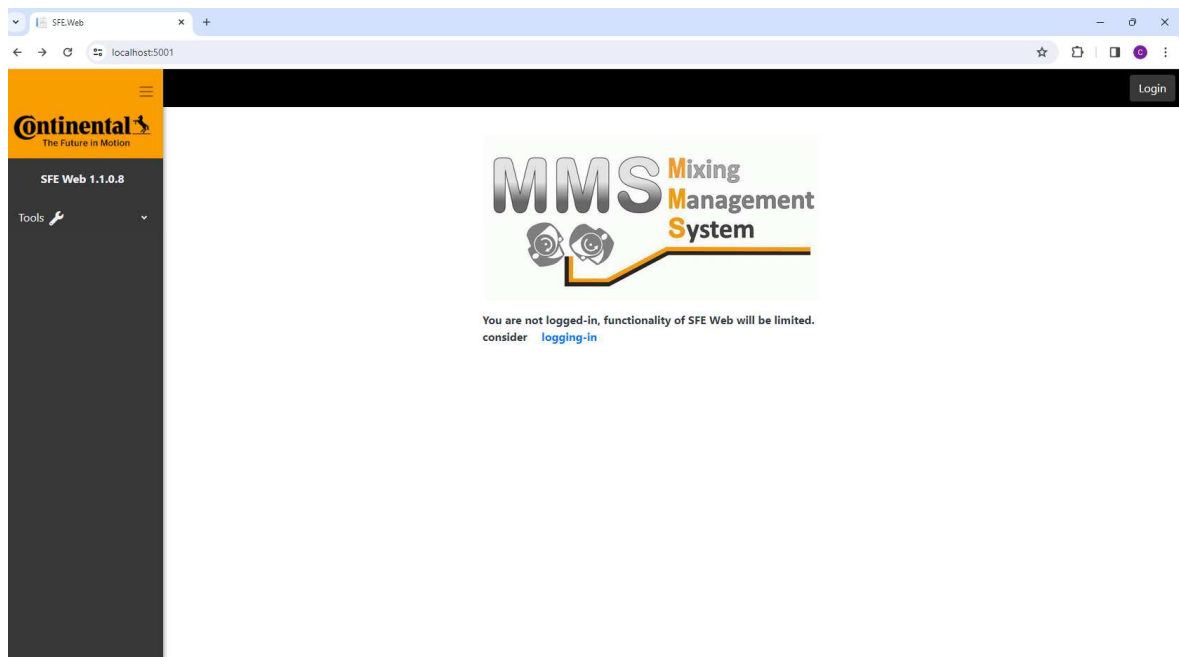 SFE.Web
localhost:5001
C
Login
Continental
The Future in Motion
SFE Web 1.1.0.8
Tools
MMS Mixing
Management
System
You are not logged-in, functionality of SFE Web will be limited.
consider logging-in